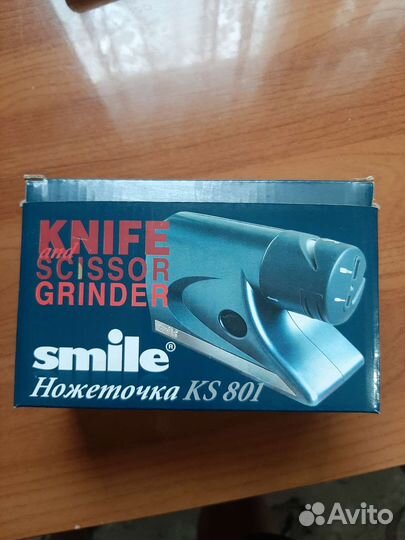 KNIFE
and
SCISSOR
GRINDER
smile®
Ножеточка KS 801
Avito